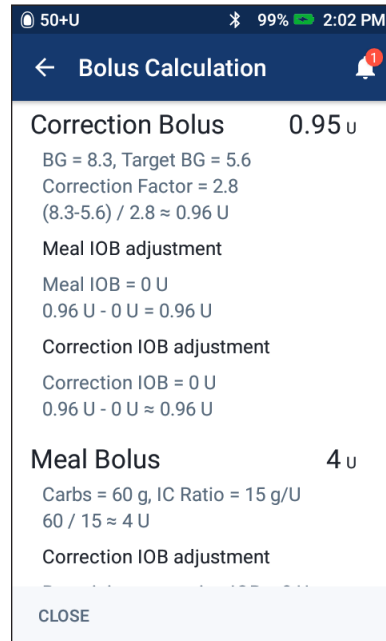 50+U 99% 2:02 PM
Bolus Calculation 1
Correction Bolus 0.95 U
BG = 8.3, Target BG = 5.6
Correction Factor = 2.8
(8.3-5.6) / 2.8 ≈ 0.96 U
Meal IOB adjustment
Meal IOB = 0 U
0.96 U - 0 U = 0.96 U
Correction IOB adjustment
Correction IOB = 0 U
0.96 U - 0 U ≈ 0.96 U
Meal Bolus 4 U
Carbs = 60 g, IC Ratio = 15 g/U
60 / 15 ≈ 4 U
Correction IOB adjustment
CLOSE